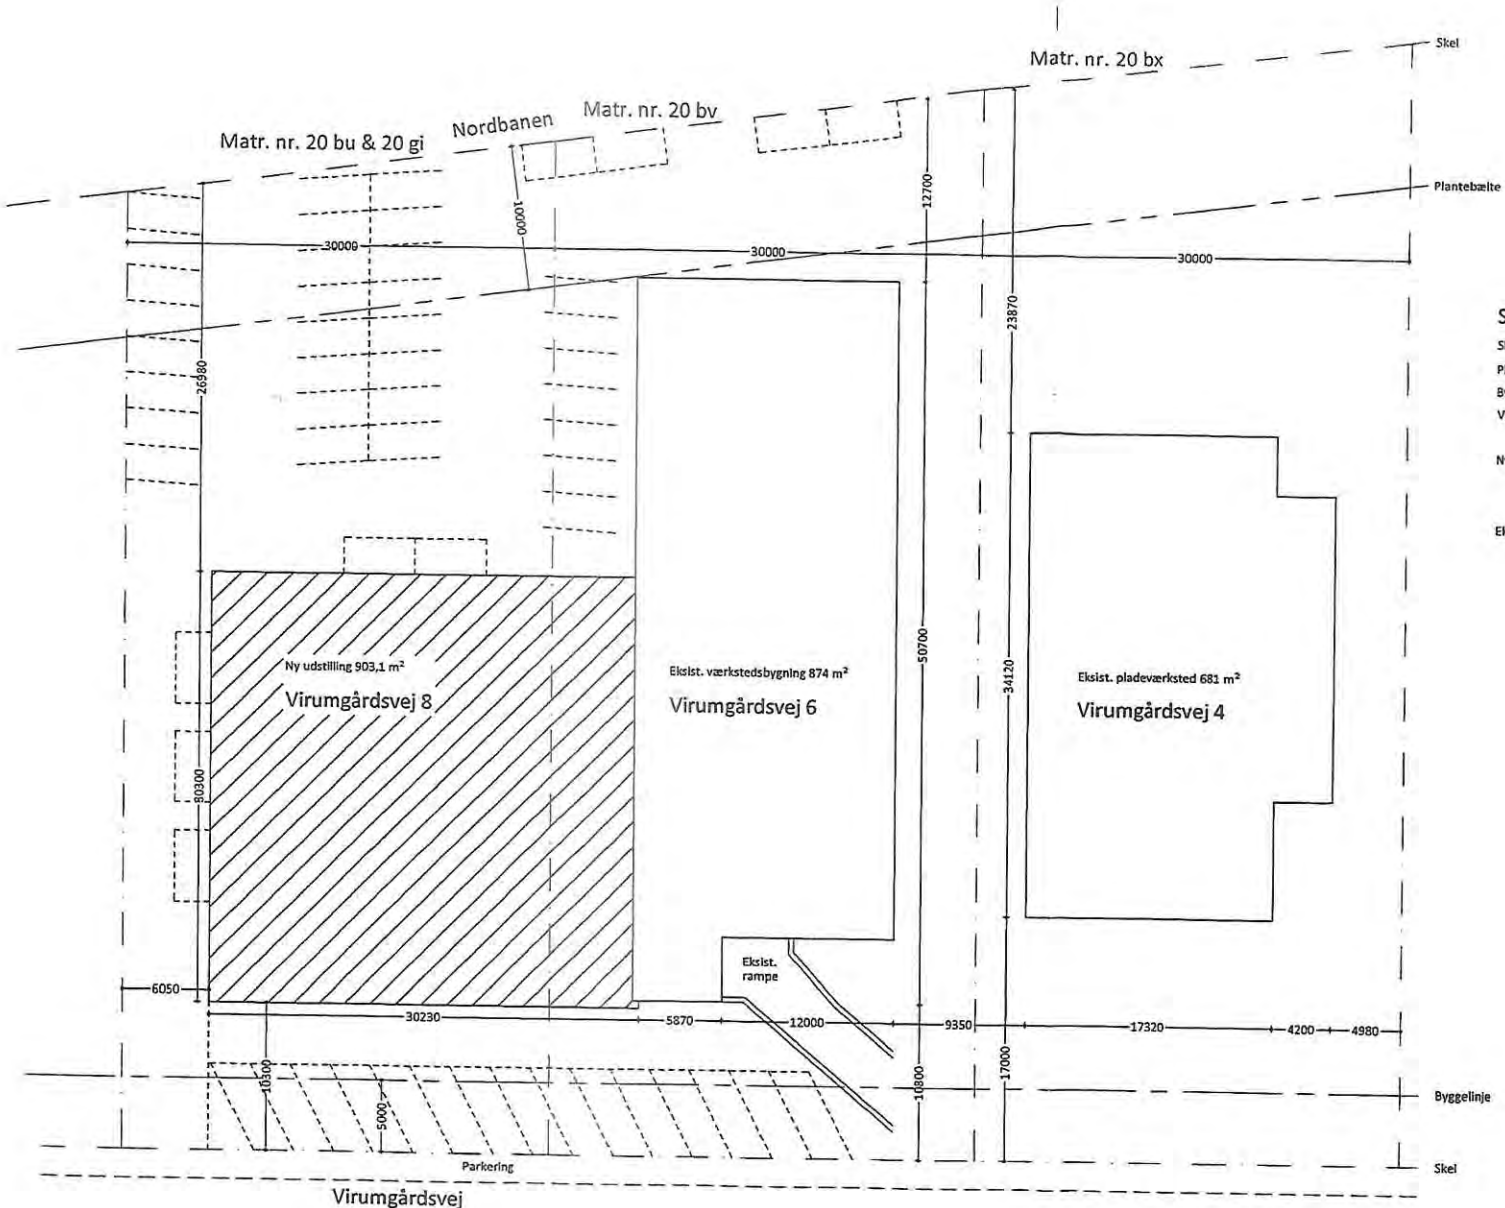 Matr. nr. 20 bx
Skel
Matr. nr. 20 bv
Nordbanen
Matr. nr. 20 bu & 20 gi
Plantebælte
12700
10000
30000
30000
30000
23870
26980
50700
34120
Ny udstilling 903,1 m²
Virumgårdsvej 8
Eksist. værkstedsbygning 874 m²
Virumgårdsvej 6
Eksist. pladeværksted 681 m²
Virumgårdsvej 4
30300
Eksist.
rampe
6050
30230
5870
12000
9350
17320
4200
4980
10300
5000
10800
17000
Byggelinje
Parkering
Skel
Virumgårdsvej